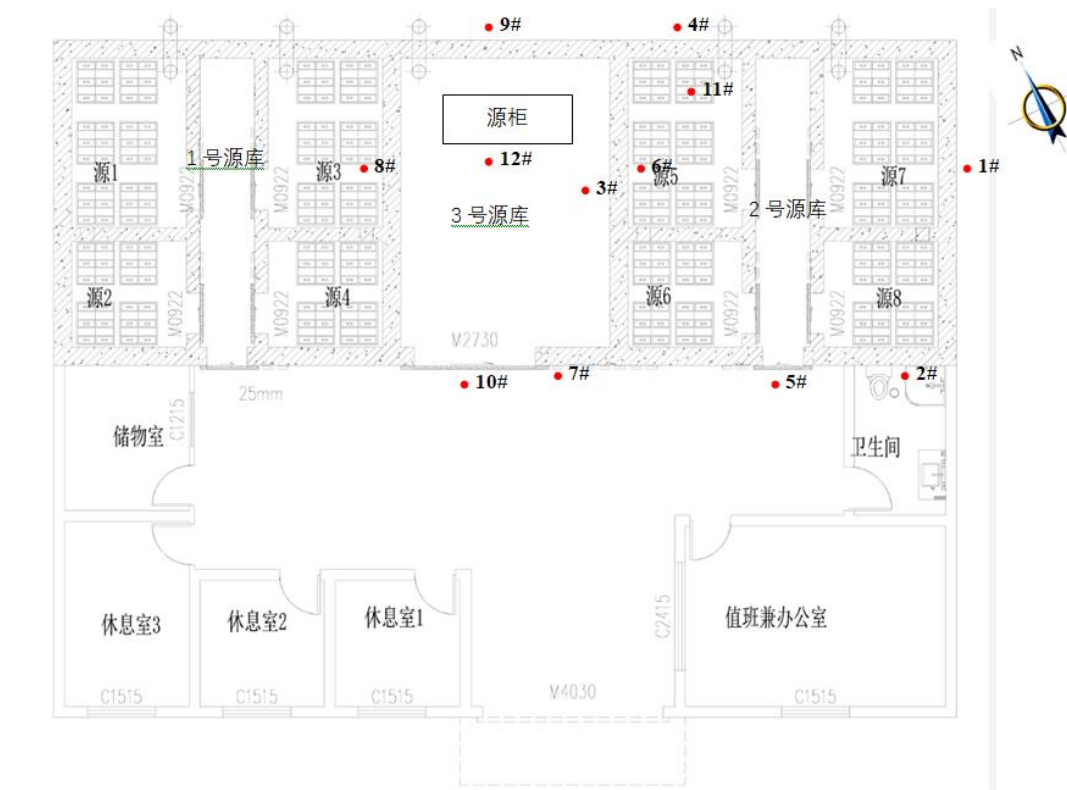 9#
4#
N
11#
源柜
1号源库
12#
源1
源3
8#
6#
源5
源7
1#
3#
M0922
M0922
M0922
M0922
3号源库
2号源库
源2
源4
源6
源8
M0922
M0922
M0922
M0922
M2730
10#
7#
5#
2#
25mm
C1215
储物室
卫生间
休息室3
休息室2
休息室1
C2415
值班兼办公室
C1515
C1515
C1515
M4030
C1515